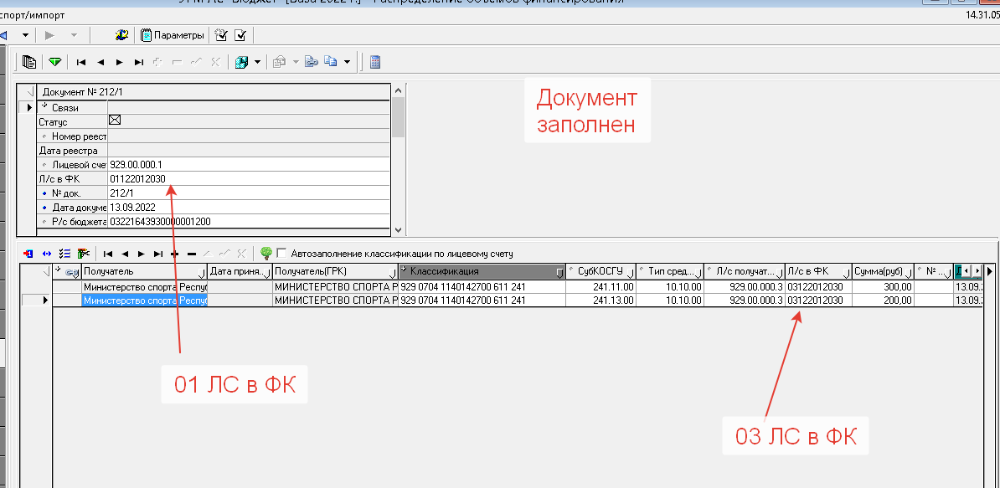 спорт/импорт
14.31.05
Параметры
Документ № 212/1
Связи
Статус
Номер реест
Дата реестра
Лицевой сче 929.00.000.1
Л/с в ФК 01122012030
№ док. 212/1
Дата докуме 13.09.2022
Р/с бюджета 03221643930000001200
Документ
заполнен
Автозаполнение классификации по лицевому счету
Получатель Дата приня... Получатель(ГРК) Классификация СубКОСГУ Тип сред... Л/с получат... Л/с в ФК Сумма(руб) № ...
Министерство спорта Респуб МИНИСТЕРСТВО СПОРТА Р 929 0704 1140142700 611 241 241.11.00 10.10.00 929.00.000.3 03122012030 300,00 13.09.
Министерство спорта Респуб МИНИСТЕРСТВО СПОРТА Р 929 0704 1140142700 611 241 241.13.00 10.10.00 929.00.000.3 03122012030 200,00 13.09.
01 ЛС в ФК
03 ЛС в ФК